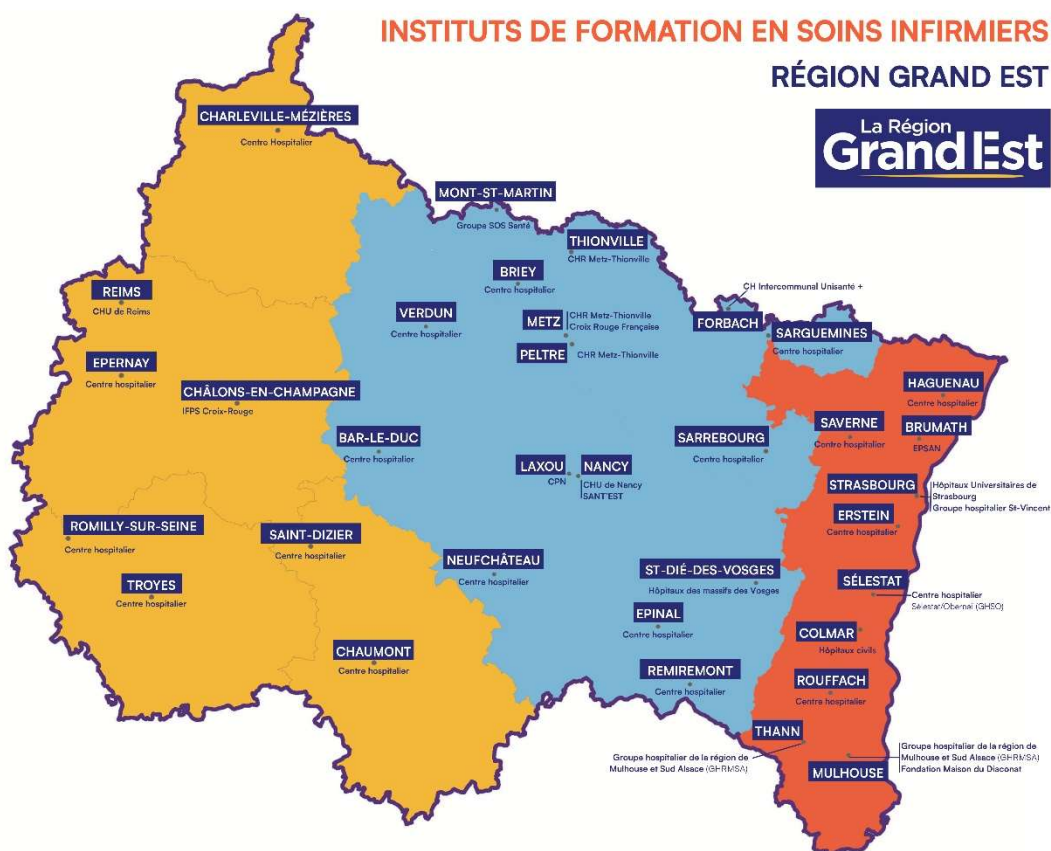 INSTITUTS DE FORMATION EN SOINS INFIRMIERS
RÉGION GRAND EST
La Région
Grand Est
CHARLEVILLE-MÉZIÈRES
Centre Hospitalier
MONT-ST-MARTIN
Groupe SOS Santé
THIONVILLE
CHR Metz-Thionville
BRIEY
Centre hospitalier
REIMS
CHU de Reims
VERDUN
Centre hospitalier
METZ
CHR Metz-Thionville
Croix Rouge Française
PELTRE
CHR Metz-Thionville
CH Intercommunal Unisanté +
FORBACH
SARGUEMINES
Centre hospitalier
EPERNAY
Centre hospitalier
CHÂLONS-EN-CHAMPAGNE
IFPS Croix-Rouge
HAGUENAU
Centre hospitalier
BAR-LE-DUC
Centre hospitalier
SARREBOURG
Centre hospitalier
SAVERNE
Centre hospitalier
BRUMATH
EPSAN
LAXOU
CPN
NANCY
CHU de Nancy
SANT'EST
STRASBOURG
Hôpitaux Universitaires de
Strasbourg
Groupe hospitalier St-Vincent
ERSTEIN
Centre hospitalier
ROMILLY-SUR-SEINE
Centre hospitalier
SAINT-DIZIER
Centre hospitalier
NEUFCHÂTEAU
Centre hospitalier
ST-DIÉ-DES-VOSGES
Hôpitaux des massifs des Vosges
SÉLESTAT
Centre hospitalier
Sélestat/Obernai (GHSO)
TROYES
Centre hospitalier
EPINAL
Centre hospitalier
COLMAR
Hôpitaux civils
CHAUMONT
Centre hospitalier
REMIREMONT
Centre hospitalier
ROUFFACH
Centre hospitalier
THANN
Groupe hospitalier de la région de
Mulhouse et Sud Alsace (GHRMSA)
MULHOUSE
Groupe hospitalier de la région de
Mulhouse et Sud Alsace (GHRMSA)
Fondation Maison du Diaconat